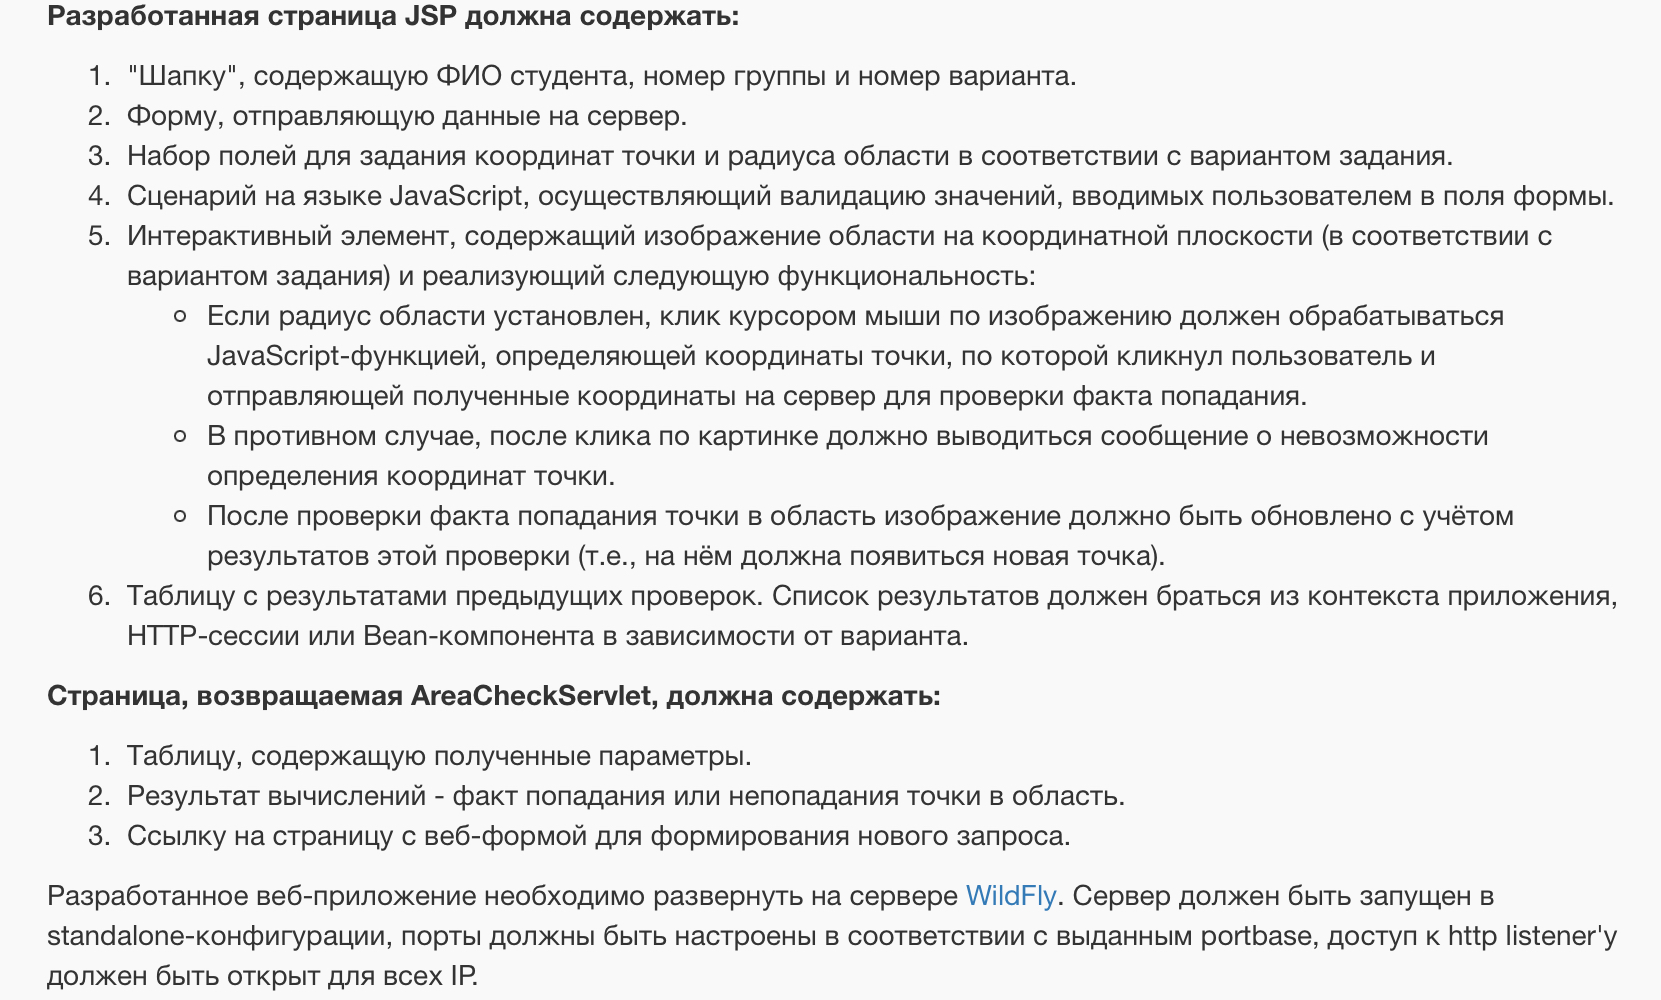 Разработанная страница JSP должна содержать:
1. "Шапку", содержащую ФИО студента, номер группы и номер варианта.
2. Форму, отправляющую данные на сервер.
3. Набор полей для задания координат точки и радиуса области в соответствии с вариантом задания.
4. Сценарий на языке JavaScript, осуществляющий валидацию значений, вводимых пользователем в поля формы.
5. Интерактивный элемент, содержащий изображение области на координатной плоскости (в соответствии с
вариантом задания) и реализующий следующую функциональность:
Если радиус области установлен, клик курсором мыши по изображению должен обрабатываться
JavaScript-функцией, определяющей координаты точки, по которой кликнул пользователь и
отправляющей полученные координаты на сервер для проверки факта попадания.
В противном случае, после клика по картинке должно выводиться сообщение о невозможности
определения координат точки.
После проверки факта попадания точки в область изображение должно быть обновлено с учётом
результатов этой проверки (т.е., на нём должна появиться новая точка).
6. Таблицу с результатами предыдущих проверок. Список результатов должен браться из контекста приложения,
HTTP-сессии или Bean-компонента в зависимости от варианта.
Страница, возвращаемая AreaCheckServlet, должна содержать:
1. Таблицу, содержащую полученные параметры.
2. Результат вычислений - факт попадания или непопадания точки в область.
3. Ссылку на страницу с веб-формой для формирования нового запроса.
Разработанное веб-приложение необходимо развернуть на сервере WildFly. Сервер должен быть запущен в
standalone-конфигурации, порты должны быть настроены в соответствии с выданным portbase, доступ к http listener'у
должен быть открыт для всех IP.